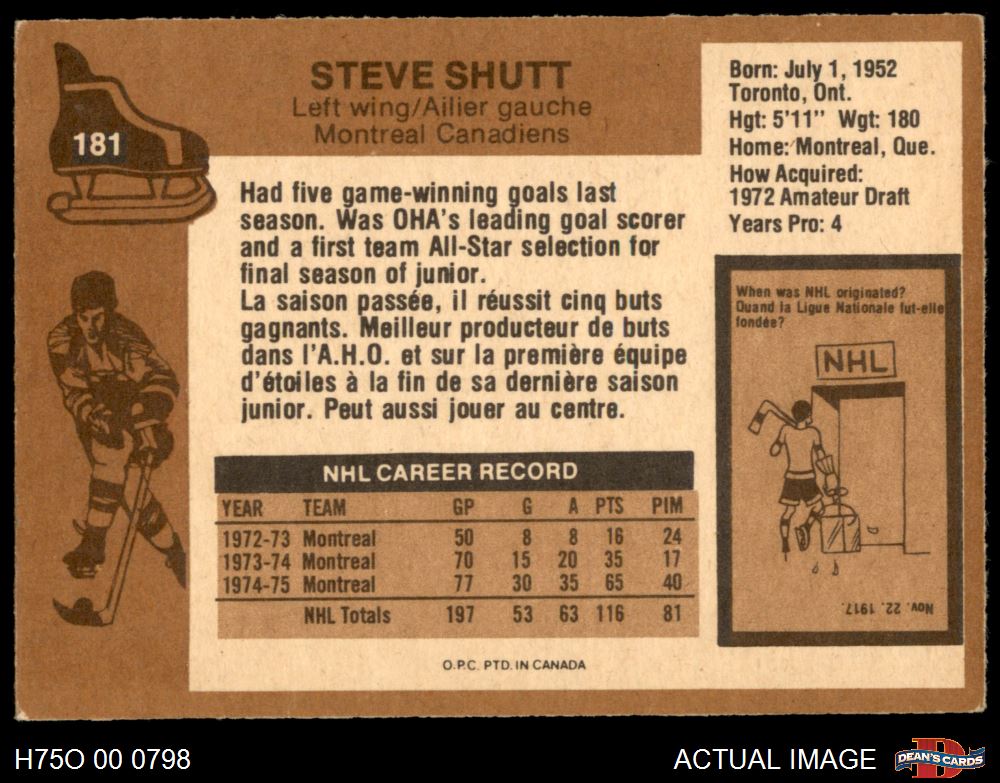 181
STEVE SHUTT
Left wing/Ailier gauche
Montreal Canadiens
Born: July 1, 1952
Toronto, Ont.
Hgt: 5'11" Wgt: 180
Home: Montreal, Que.
How Acquired:
1972 Amateur Draft
Years Pro: 4
Had five game-winning goals last
season. Was OHA's leading goal scorer
and a first team All-Star selection for
final season of junior.
La saison passée, il réussit cinq buts
gagnants. Meilleur producteur de buts
dans l'A.H.O. et sur la première équipe
d'étoiles à la fin de sa dernière saison
junior. Peut aussi jouer au centre.
When was NHL originated?
Quand la Ligue Nationale fut-elle
fondée?
NHL
Nov. 22, 1917.
NHL CAREER RECORD
YEAR TEAM GP G A PTS PIM
1972-73 Montreal 50 8 8 16 24
1973-74 Montreal 70 15 20 35 17
1974-75 Montreal 77 30 35 65 40
NHL Totals 197 53 63 116 81
O.P.C. PTD. IN CANADA
H75O 00 0798
ACTUAL IMAGE
D
DEAN'S CARDS